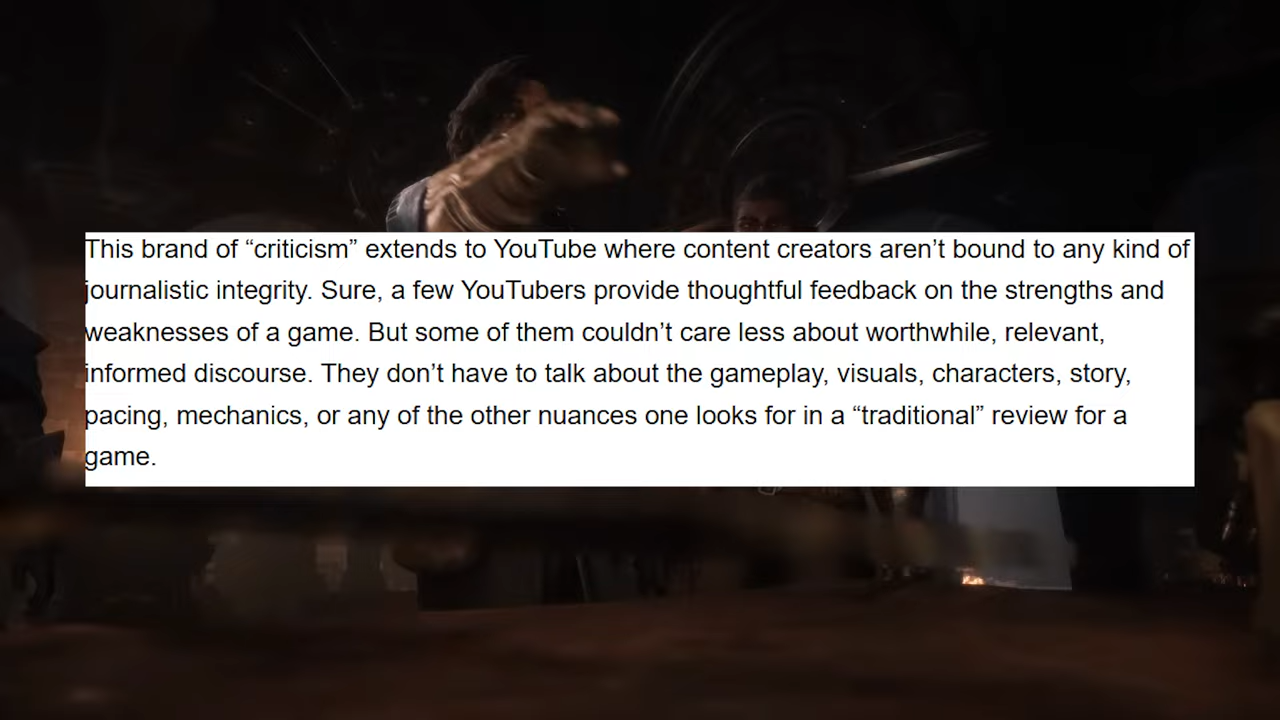 This brand of “criticism” extends to YouTube where content creators aren’t bound to any kind of
journalistic integrity. Sure, a few YouTubers provide thoughtful feedback on the strengths and
weaknesses of a game. But some of them couldn’t care less about worthwhile, relevant,
informed discourse. They don’t have to talk about the gameplay, visuals, characters, story,
pacing, mechanics, or any of the other nuances one looks for in a “traditional” review for a
game.